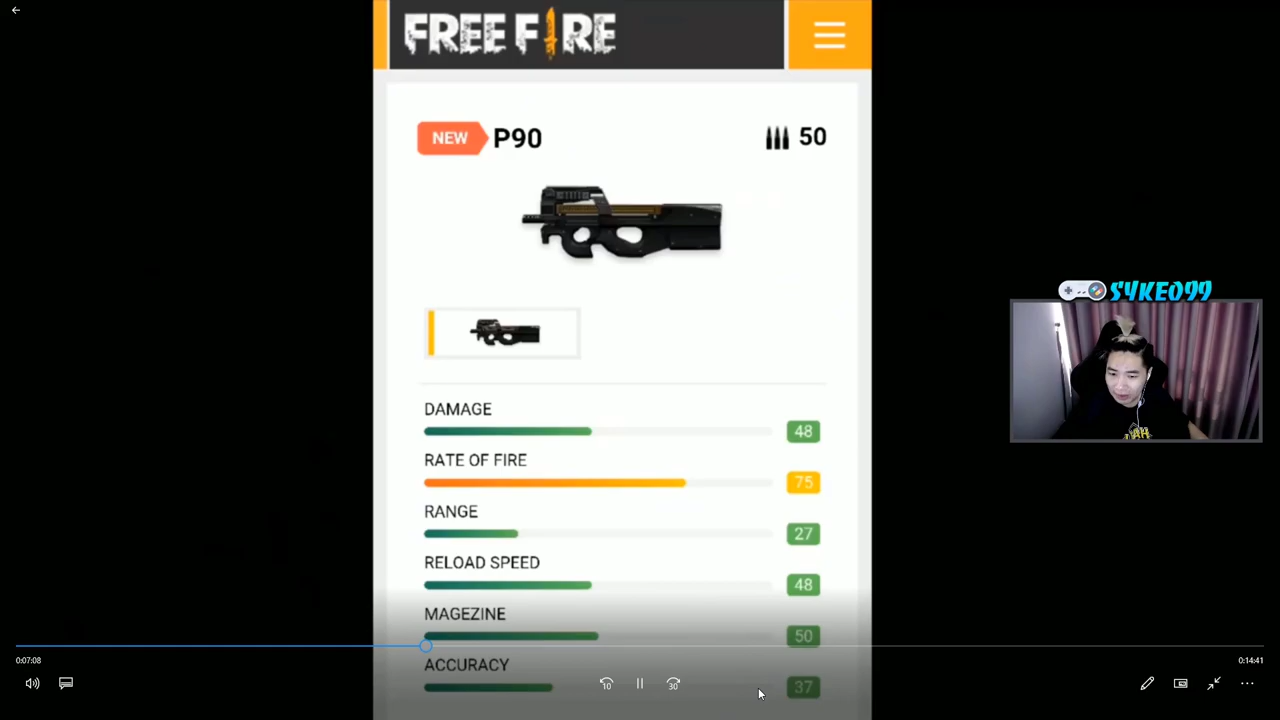 FREE FIRE
NEW P90 50
SYKE099
DAMAGE
48
RATE OF FIRE
75
RANGE
27
RELOAD SPEED
48
MAGEZINE
50
ACCURACY
37
0:07:08
0:14:41
10
30